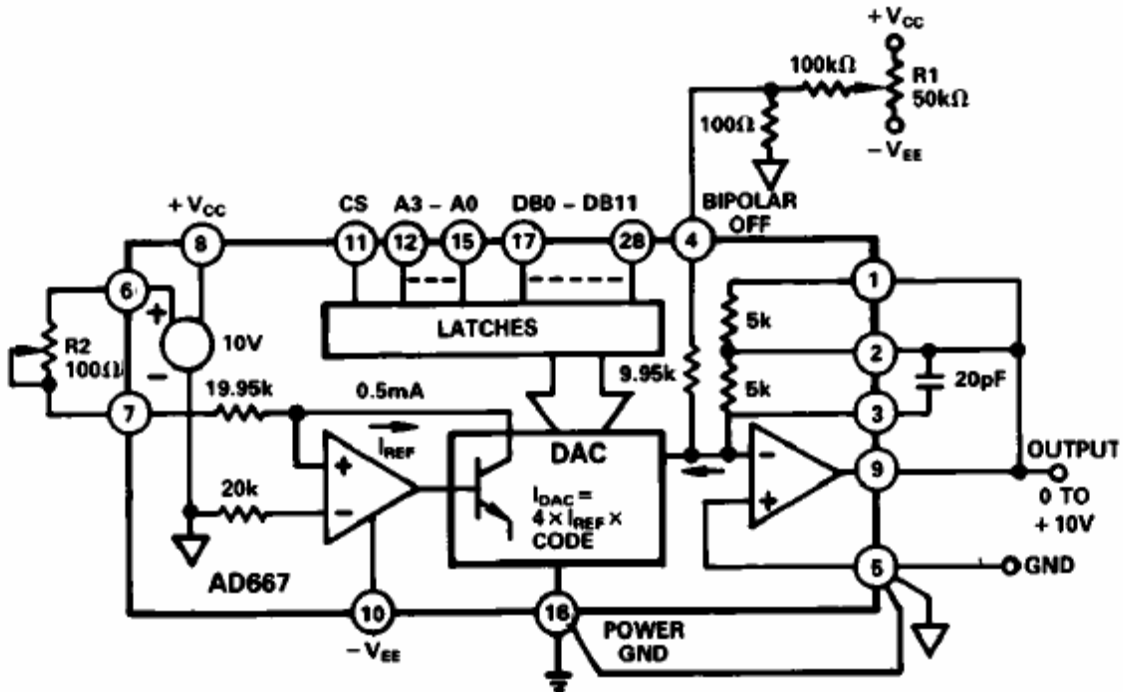 + VCC
100kΩ
R1
50kΩ
100Ω
- VEE
BIPOLAR
OFF
+ VCC
CS A3 - A0 DB0 - DB11
8 11 12 15 17 28 4
6
+
-
10V
LATCHES
1
5k
2
R2
100Ω
9.95k
20pF
5k
3
7
19.95k
0.5mA
IREF
DAC
IDAC =
4 × IREF ×
CODE
+
-
-
+
9
OUTPUT
0 TO
+ 10V
20k
5
GND
AD667
10
- VEE
16
POWER
GND